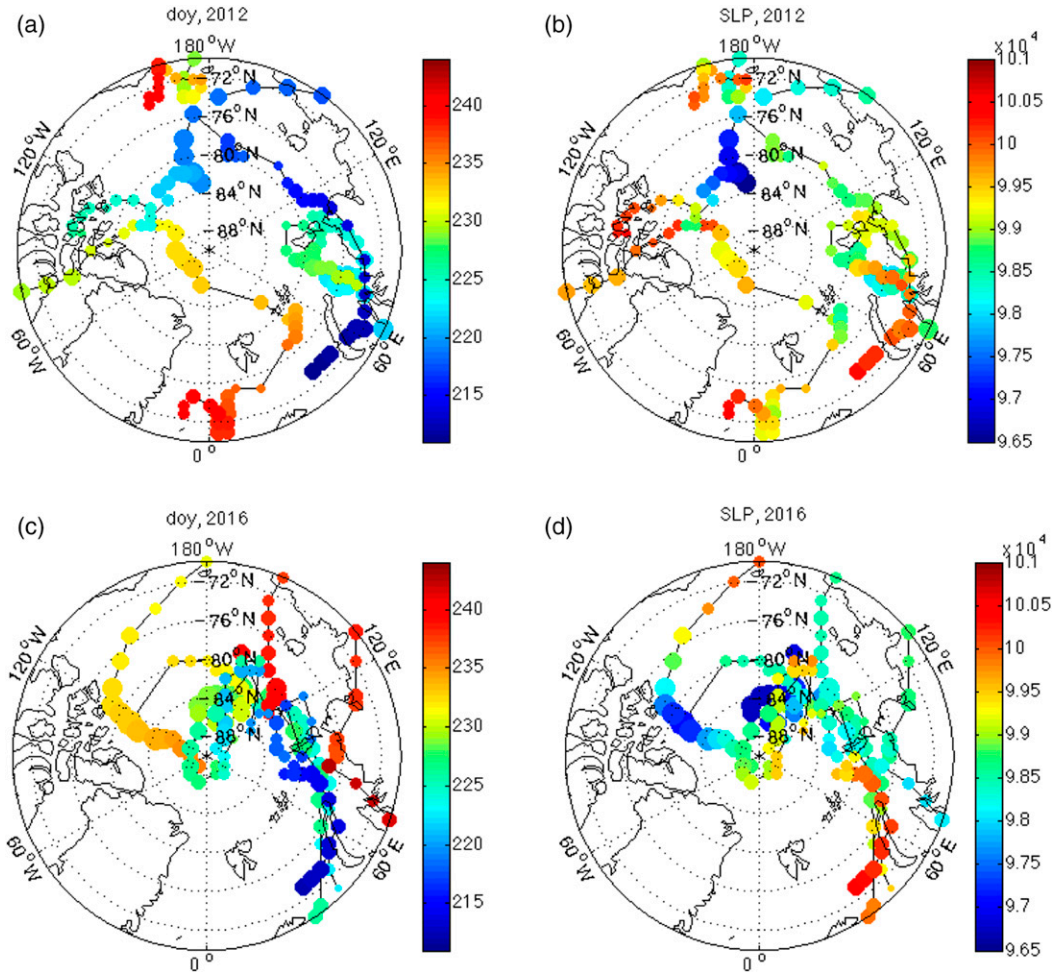 (a)
doy, 2012
180°W
72°N
76°N
80°N
84°N
88°N
120°W
120°E
60°W
60°E
0°
240
235
230
225
220
215
(b)
SLP, 2012
180°W
72°N
76°N
80°N
84°N
88°N
120°W
120°E
60°W
60°E
0°
x 10^4
10.1
10.05
10
9.95
9.9
9.85
9.8
9.75
9.7
9.65
(c)
doy, 2016
180°W
72°N
76°N
80°N
84°N
88°N
120°W
120°E
60°W
60°E
0°
240
235
230
225
220
215
(d)
SLP, 2016
180°W
72°N
76°N
80°N
84°N
88°N
120°W
120°E
60°W
60°E
0°
x 10^4
10.1
10.05
10
9.95
9.9
9.85
9.8
9.75
9.7
9.65